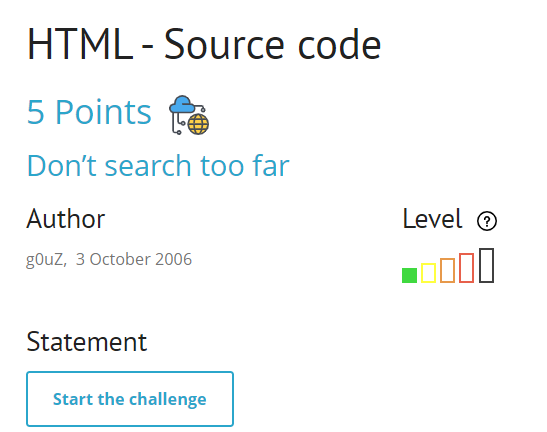 HTML - Source code
5 Points
Don't search too far
Author
Level ?
g0uZ, 3 October 2006
Statement
Start the challenge